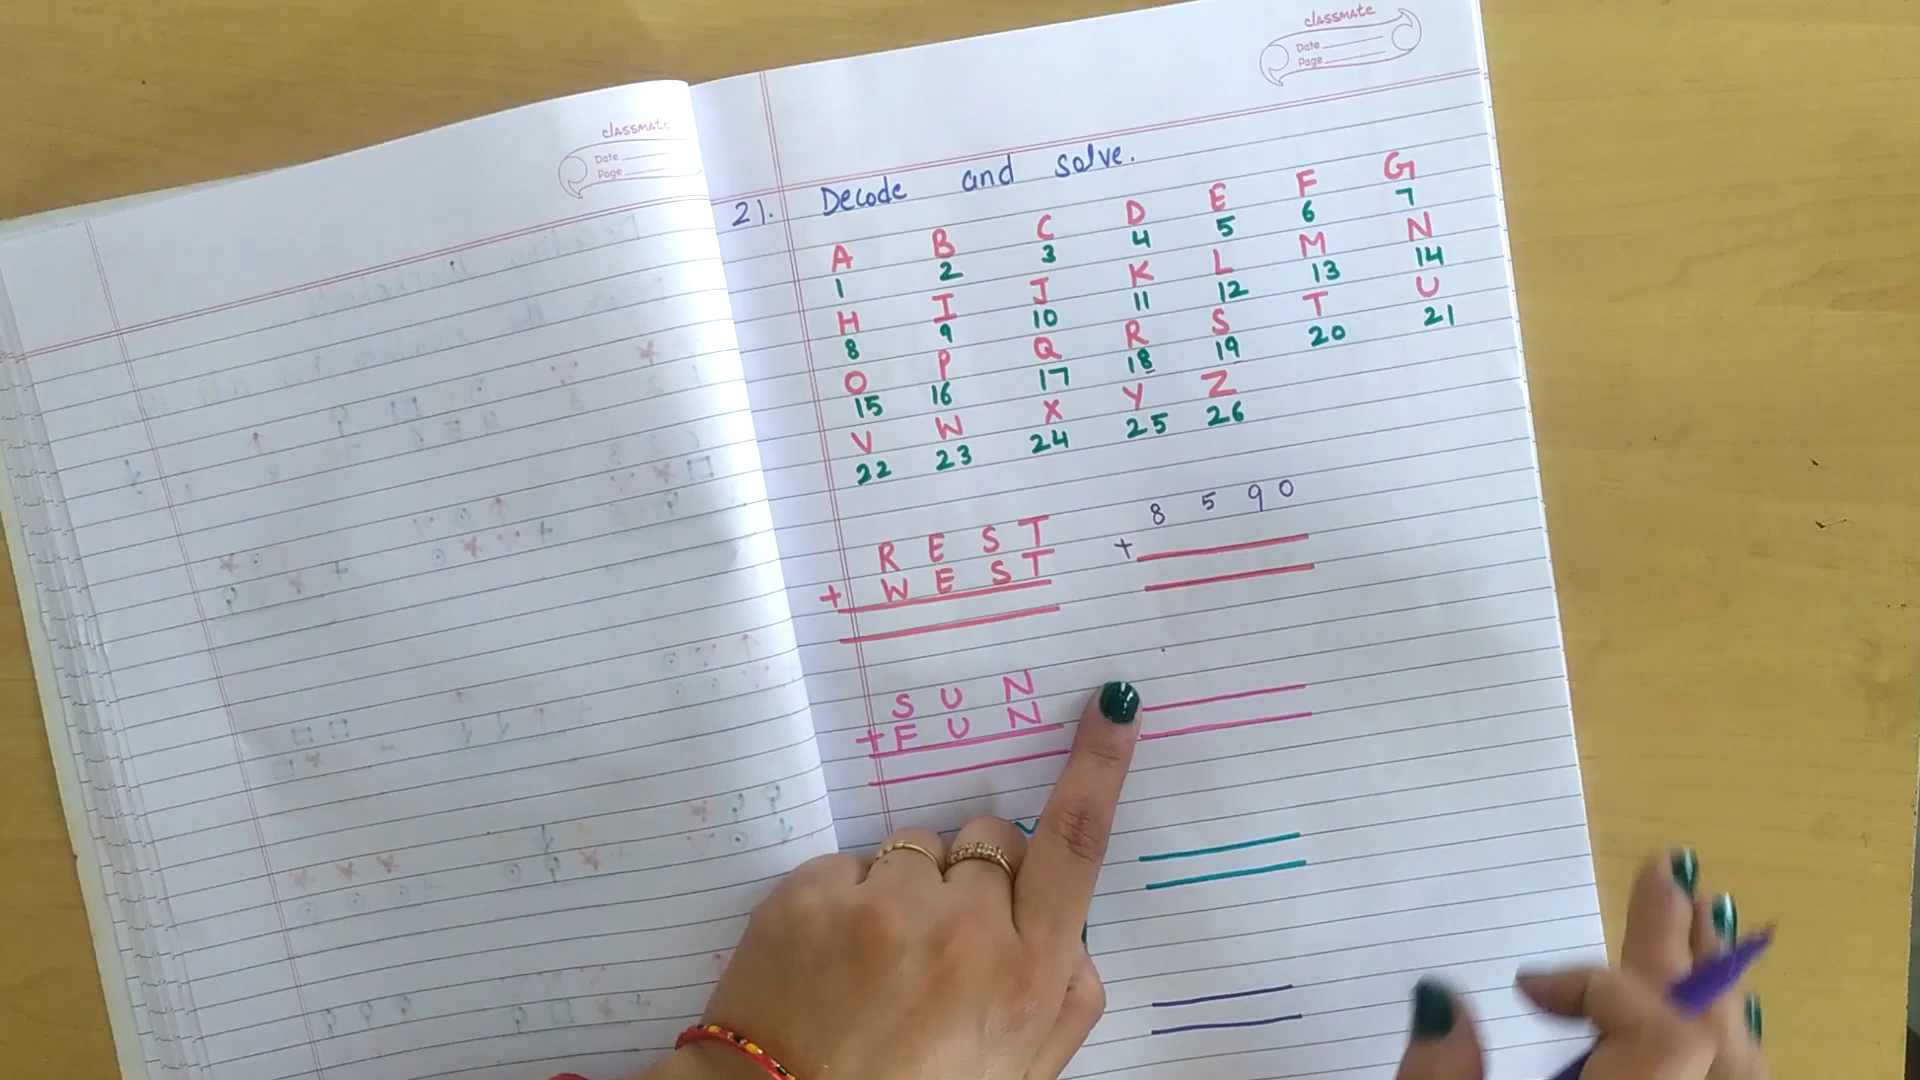 classmate
Date
Page
classmate
Date
Page
21. Decode and solve.
A B C D E F G
1 2 3 4 5 6 7
H I J K L M N
8 9 10 11 12 13 14
O P Q R S T U
15 16 17 18 19 20 21
V W X Y Z
22 23 24 25 26
R E S T 8 5 9 0
+ W E S T +
S U N
+ F U N